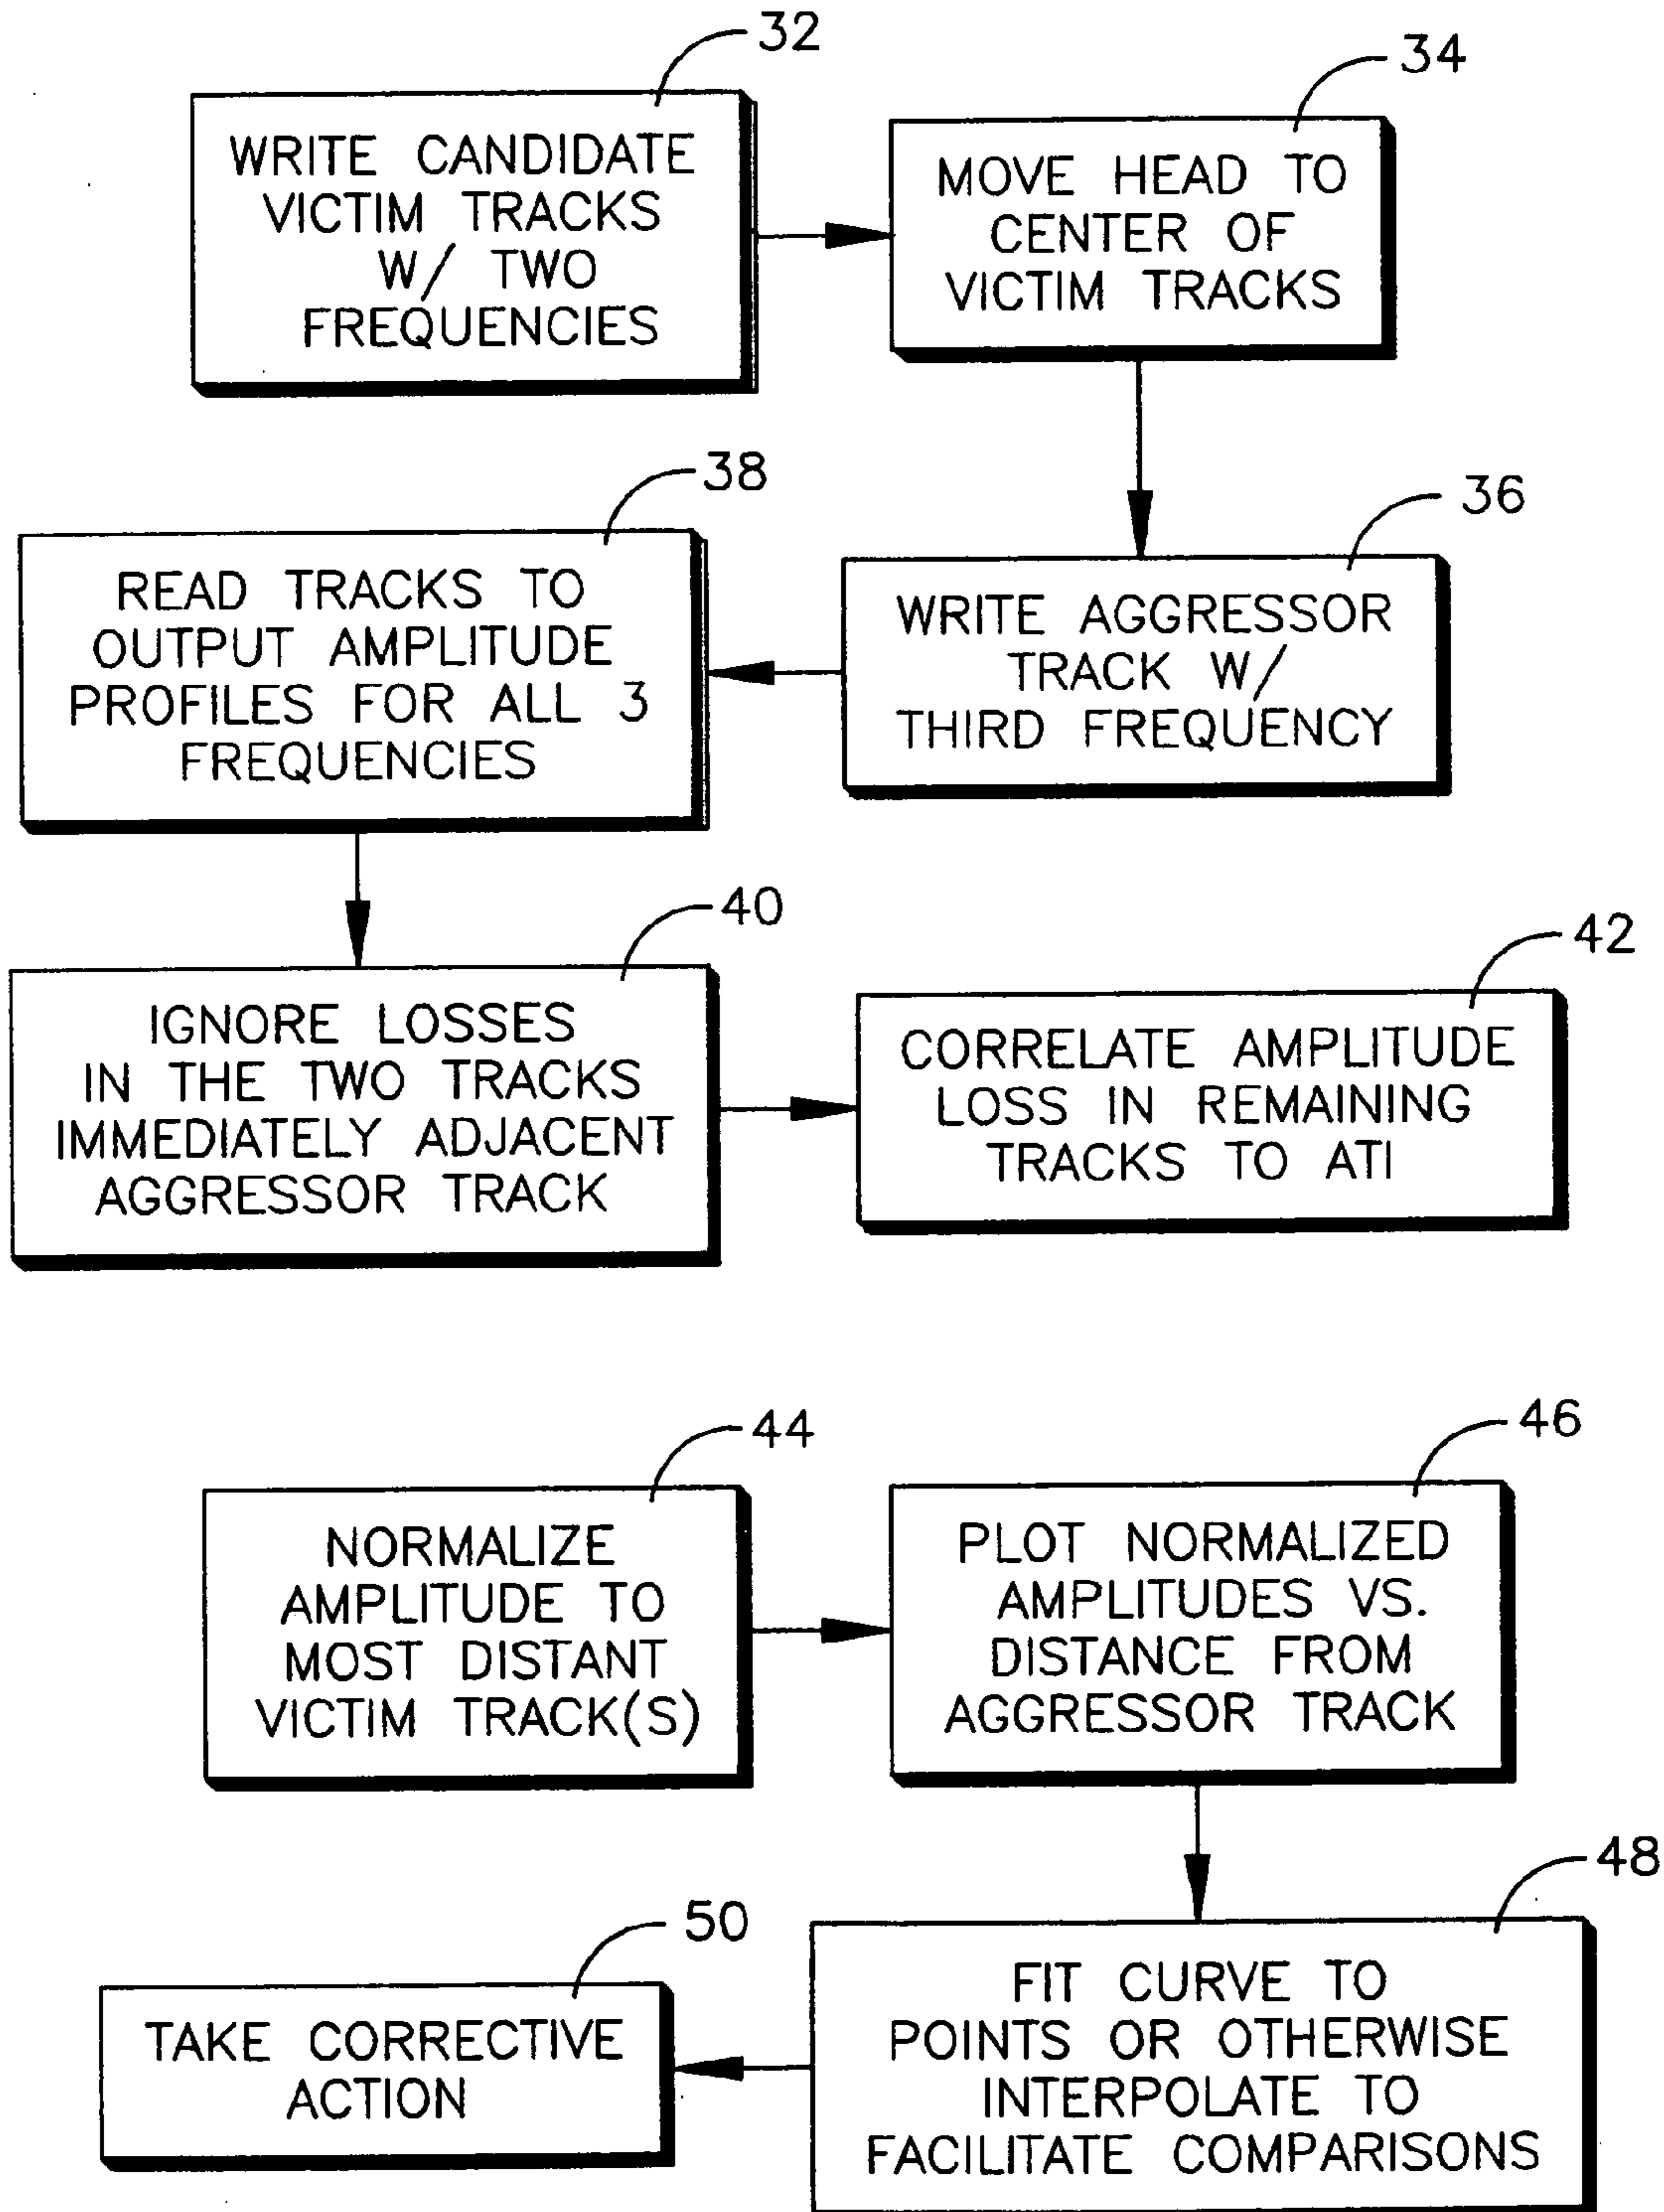 32
WRITE CANDIDATE
VICTIM TRACKS
W/ TWO
FREQUENCIES
34
MOVE HEAD TO
CENTER OF
VICTIM TRACKS
36
WRITE AGGRESSOR
TRACK W/
THIRD FREQUENCY
38
READ TRACKS TO
OUTPUT AMPLITUDE
PROFILES FOR ALL 3
FREQUENCIES
40
IGNORE LOSSES
IN THE TWO TRACKS
IMMEDIATELY ADJACENT
AGGRESSOR TRACK
42
CORRELATE AMPLITUDE
LOSS IN REMAINING
TRACKS TO ATI
44
NORMALIZE
AMPLITUDE TO
MOST DISTANT
VICTIM TRACK(S)
46
PLOT NORMALIZED
AMPLITUDES VS.
DISTANCE FROM
AGGRESSOR TRACK
48
FIT CURVE TO
POINTS OR OTHERWISE
INTERPOLATE TO
FACILITATE COMPARISONS
50
TAKE CORRECTIVE
ACTION